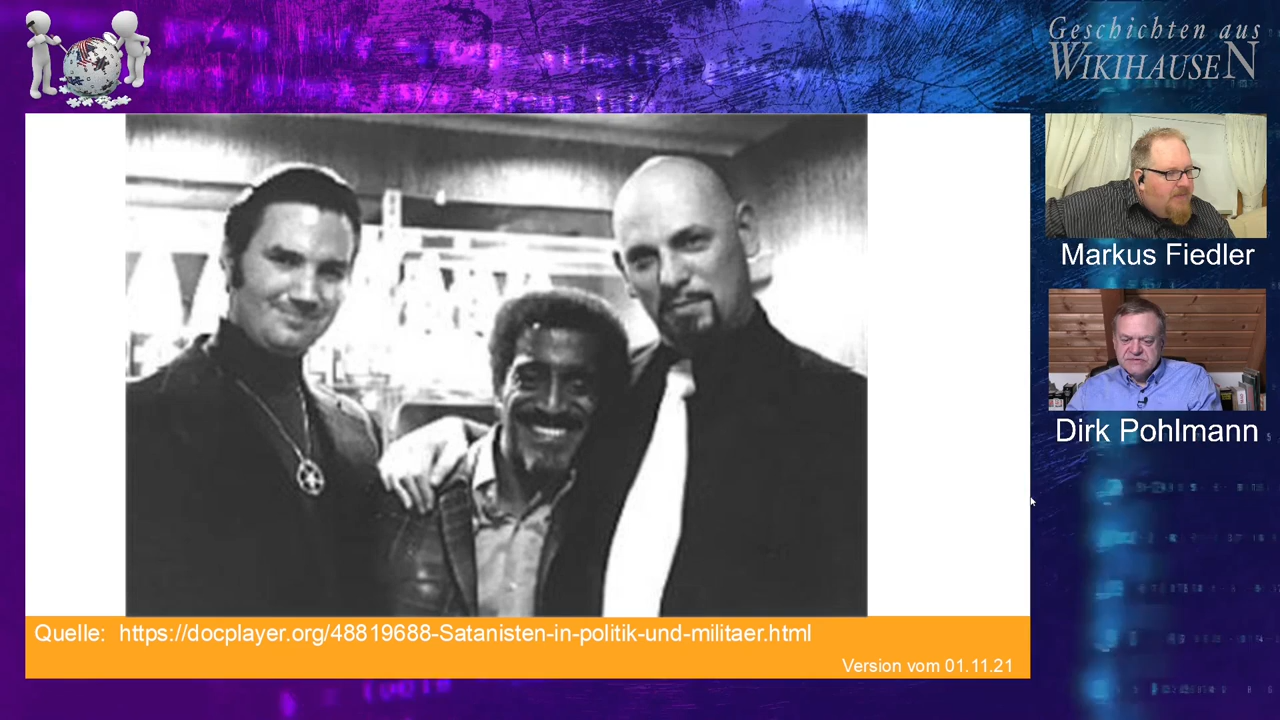 Geschichten aus
WIKIHAUSEN
Markus Fiedler
Dirk Pohlmann
Quelle: https://docplayer.org/48819688-Satanisten-in-politik-und-militaer.html
Version vom 01.11.21